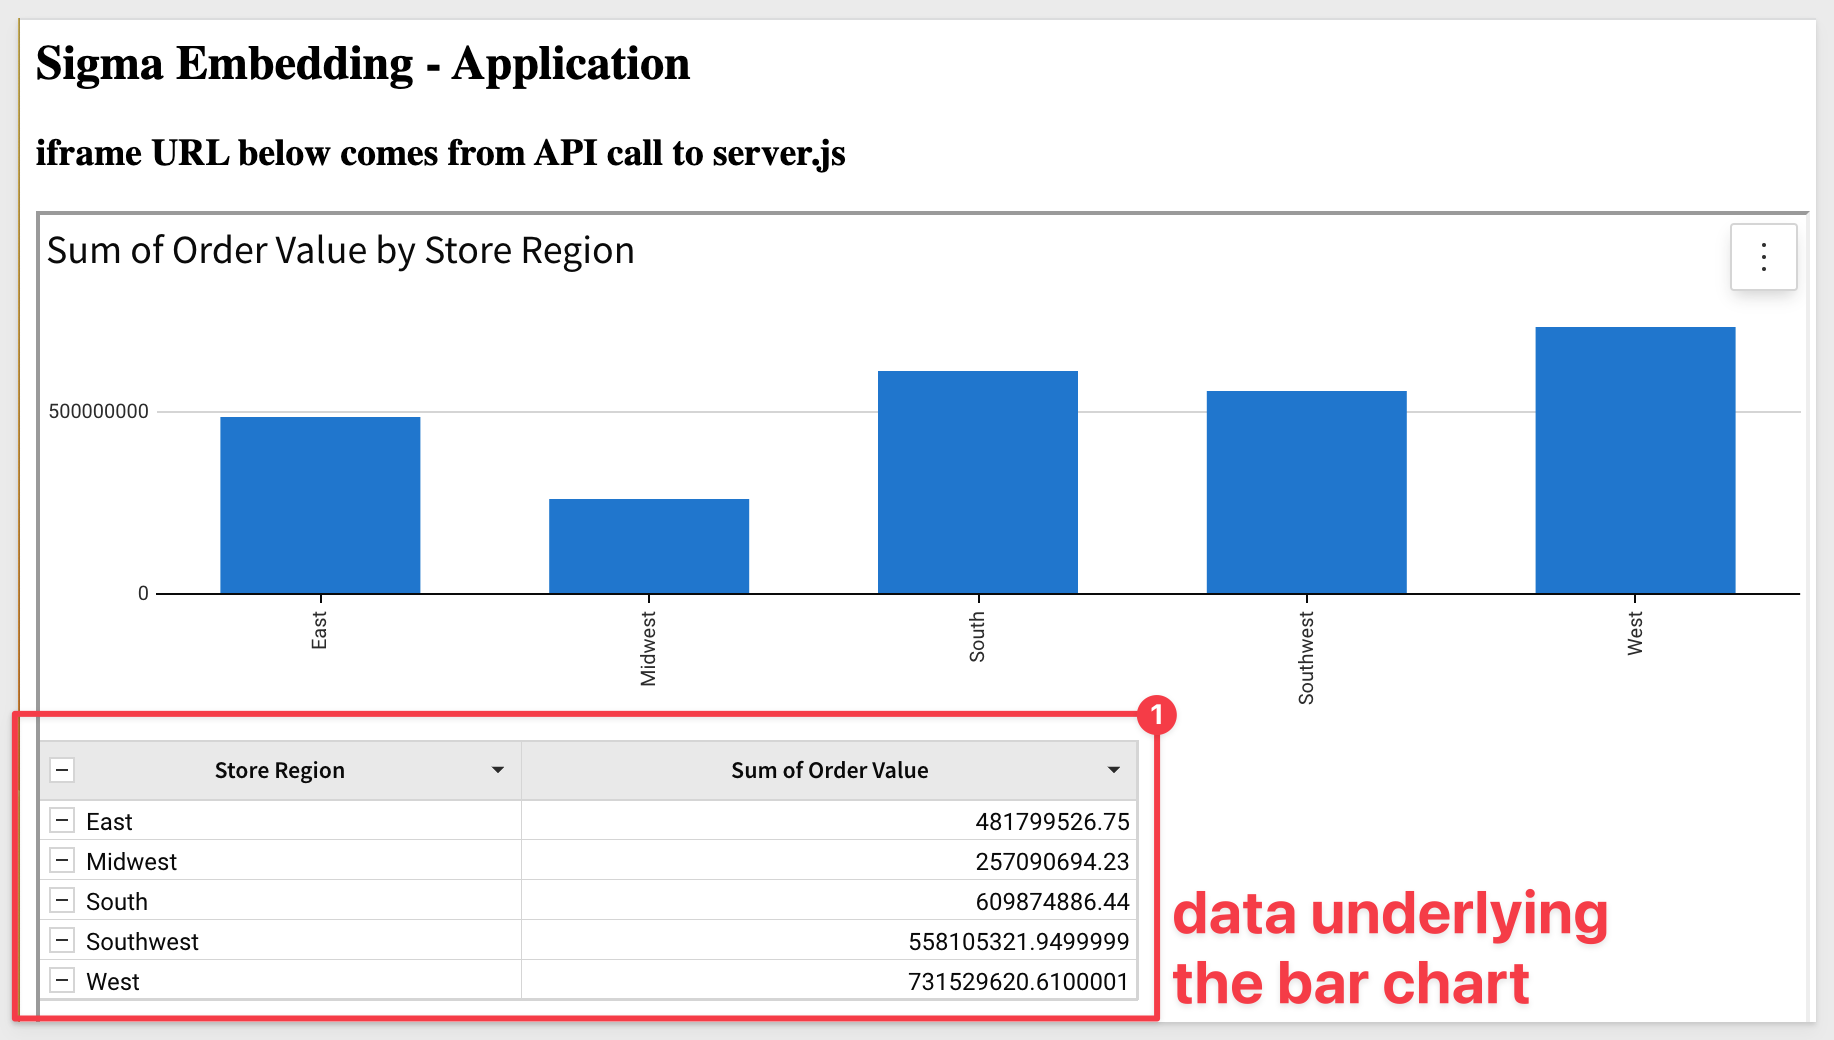 Sigma Embedding - Application
iframe URL below comes from API call to server.js
Sum of Order Value by Store Region
500000000
0
East
Midwest
South
Southwest
West
1
Store Region Sum of Order Value
East 481799526.75
Midwest 257090694.23
South 609874886.44
Southwest 558105321.9499999
West 731529620.6100001
data underlying
the bar chart